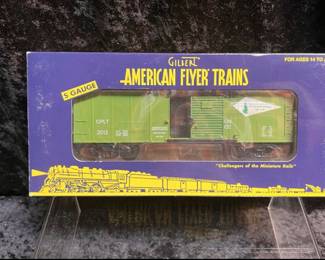 GILBERT
AMERICAN FLYER TRAINS
FOR AGES 14 TO
S GAUGE
"Challengers of the Miniature Rails"